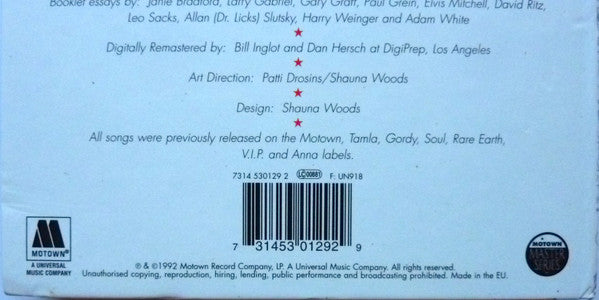 Booklet essays by: Janie Bradford, Larry Gabriel, Gary Graff, Paul Grein, Elvis Mitchell, David Ritz,
Leo Sacks, Allan (Dr. Licks) Slutsky, Harry Weinger and Adam White
Digitally Remastered by: Bill Inglot and Dan Hersch at DigiPrep, Los Angeles
Art Direction: Patti Drosins/Shauna Woods
Design: Shauna Woods
All songs were previously released on the Motown, Tamla, Gordy, Soul, Rare Earth,
V.I.P. and Anna labels.
7314 530129 2 LC 00881 F: UN918
7 31453 01292 9
MOTOWN®
A UNIVERSAL
MUSIC COMPANY
MOTOWN
MASTER
SERIES
℗ & ©1992 Motown Record Company, L.P. A Universal Music Company. All rights reserved.
Unauthorised copying, reproduction, hiring, lending, public performance and broadcasting prohibited. Made in the EU.